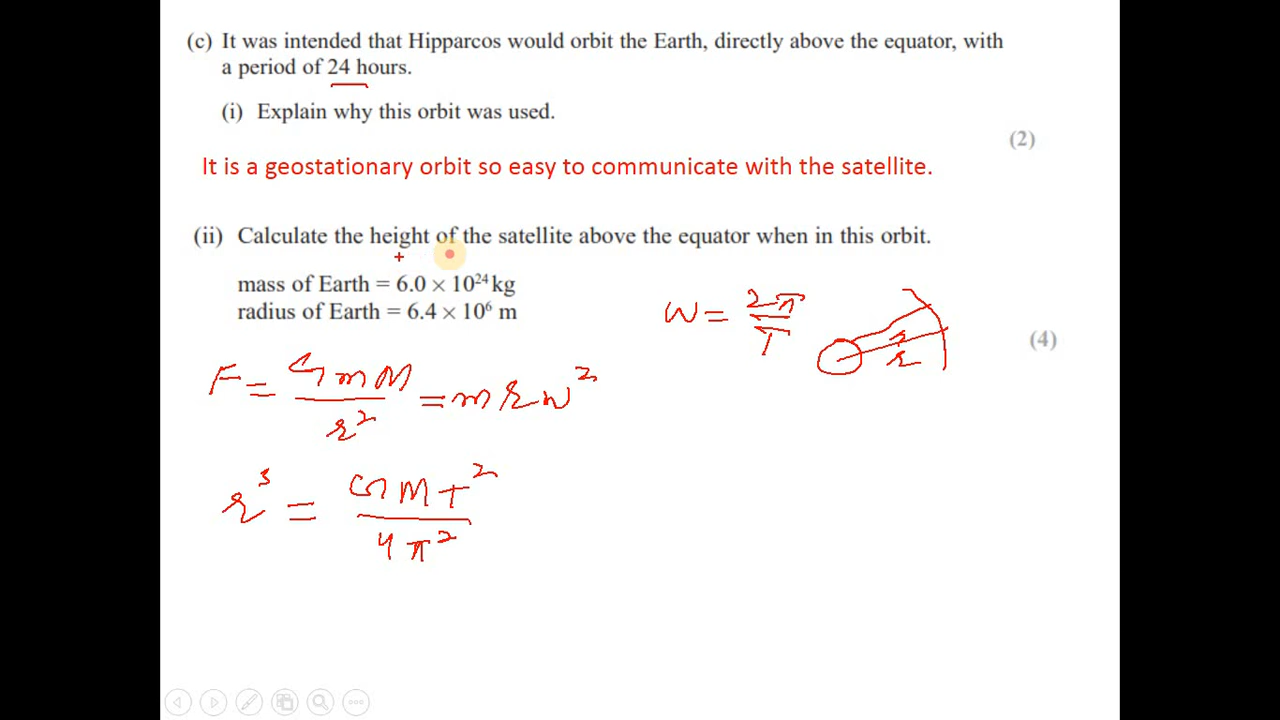 (c) It was intended that Hipparcos would orbit the Earth, directly above the equator, with
a period of 24 hours.
(i) Explain why this orbit was used.
(2)
It is a geostationary orbit so easy to communicate with the satellite.
(ii) Calculate the height of the satellite above the equator when in this orbit.
+
mass of Earth = 6.0 × 10²⁴ kg
radius of Earth = 6.4 × 10⁶ m
(4)
W = 2π/T
r
F = GmM/r² = mrw²
r³ = GMT²/4π²